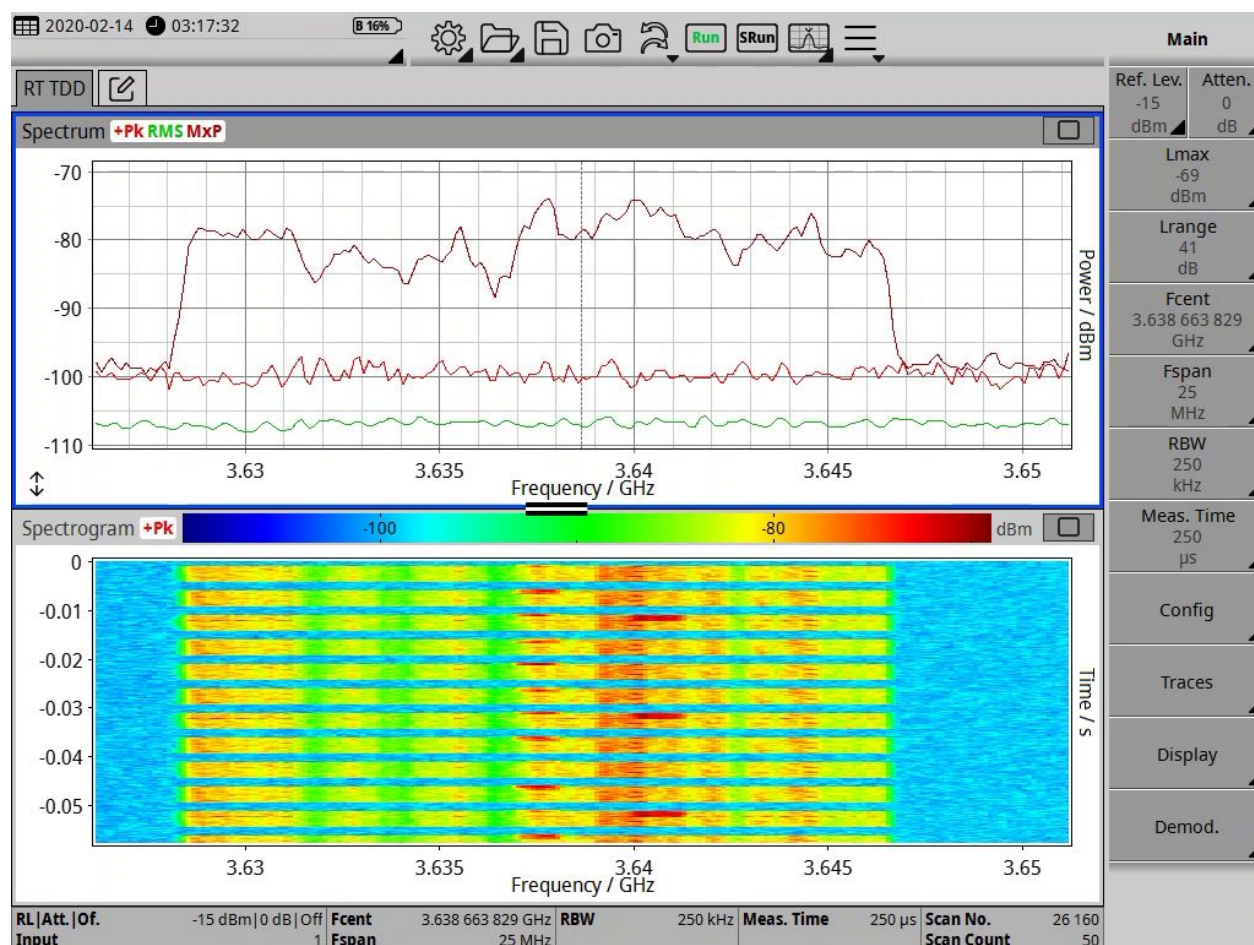 2020-02-14 03:17:32 B 16% Run SRun Main
RT TDD
Ref. Lev. Atten.
-15 0
dBm dB
Spectrum +Pk RMS MxP
Lmax
-69
dBm
Lrange
41
dB
Fcent
3.638 663 829
GHz
Fspan
25
MHz
RBW
250
kHz
Meas. Time
250
µs
Config
Traces
Display
Demod.
-70
-80
-90
-100
-110
Power / dBm
3.63 3.635 3.64 3.645 3.65
Frequency / GHz
Spectrogram +Pk -100 -80 dBm
0
-0.01
-0.02
-0.03
-0.04
-0.05
Time / s
3.63 3.635 3.64 3.645 3.65
Frequency / GHz
RL|Att.|Of. -15 dBm|0 dB|Off Fcent 3.638 663 829 GHz RBW 250 kHz Meas. Time 250 µs Scan No. 26 160
Input 1 Fspan 25 MHz Scan Count 50